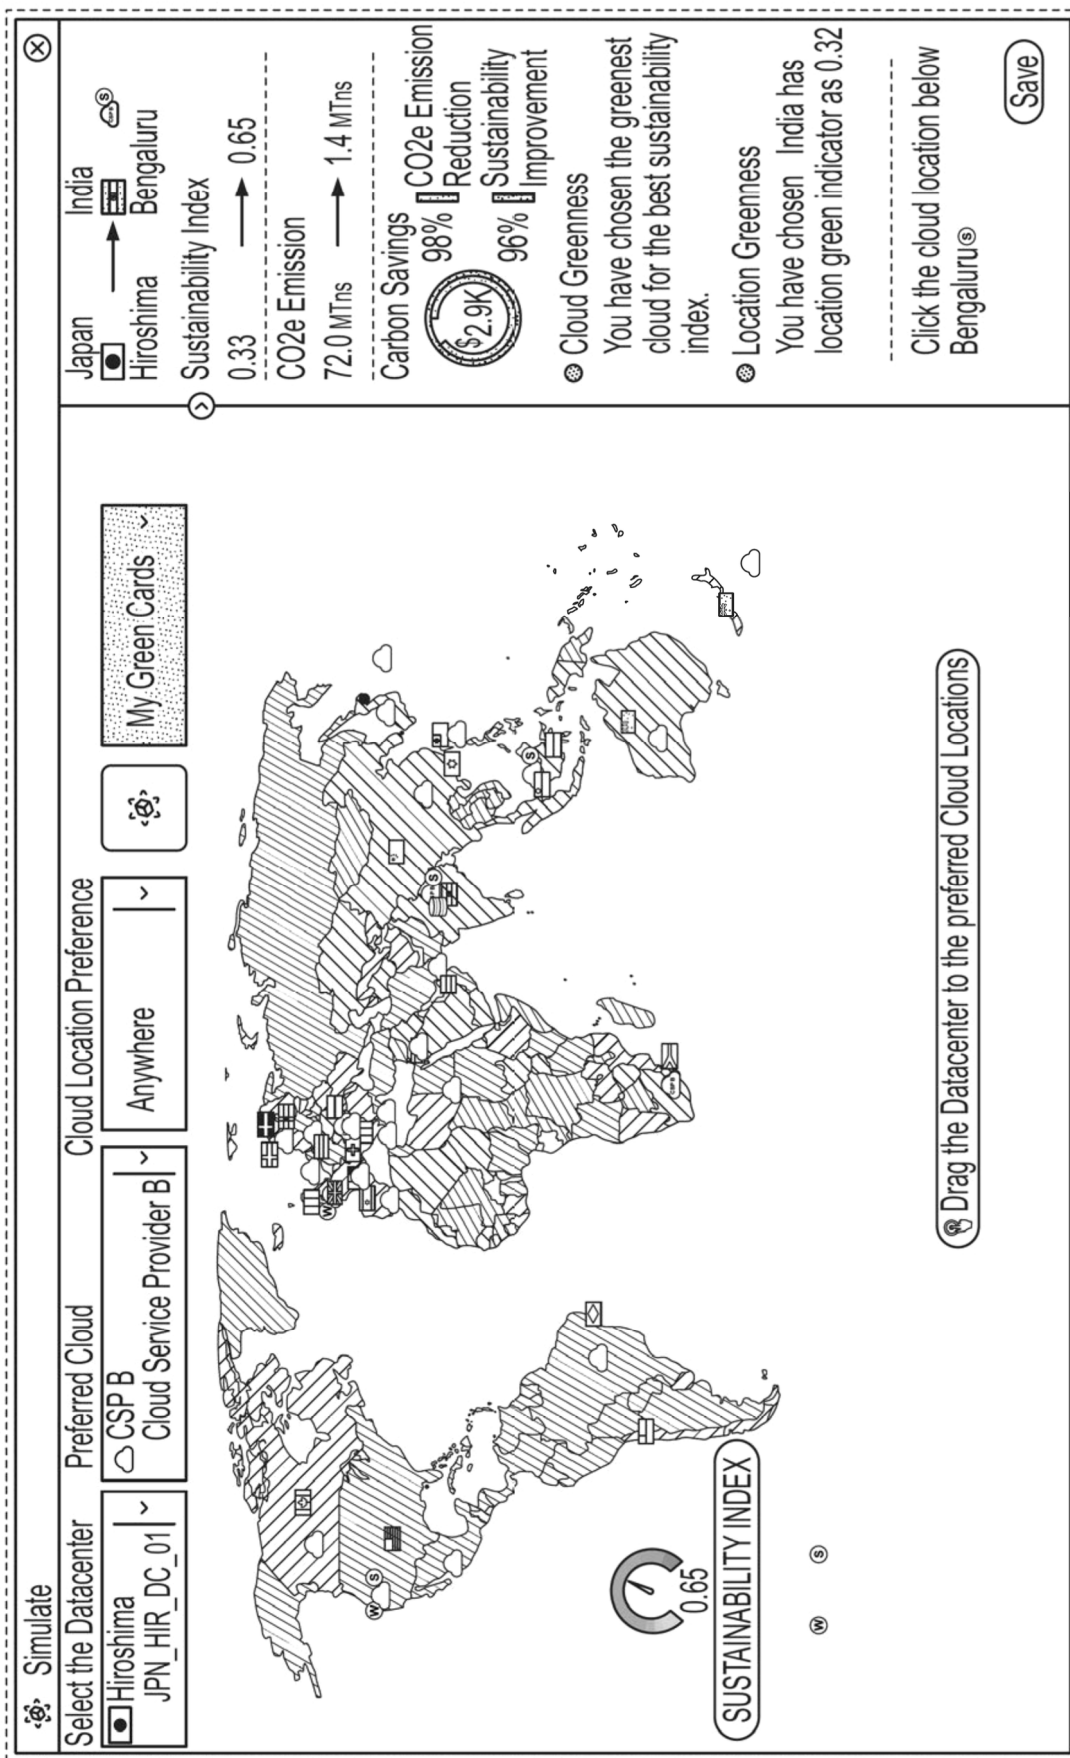 Simulate
Select the Datacenter
Hiroshima
JPN_HIR_DC_01
Preferred Cloud
CSP B
Cloud Service Provider B
Cloud Location Preference
Anywhere
My Green Cards
W
S
S
S
W
CSP B
0.65
SUSTAINABILITY INDEX
W
S
Drag the Datacenter to the preferred Cloud Locations
Japan
India
CSP B
S
Hiroshima
Bengaluru
Sustainability Index
0.33
0.65
CO2e Emission
72.0 MTns
1.4 MTns
Carbon Savings
$2.9K
98%
CO2e Emission
Reduction
96%
Sustainability
Improvement
Cloud Greenness
You have chosen the greenest
cloud for the best sustainability
index.
Location Greenness
You have chosen India has
location green indicator as 0.32
Click the cloud location below
Bengaluru S
Save